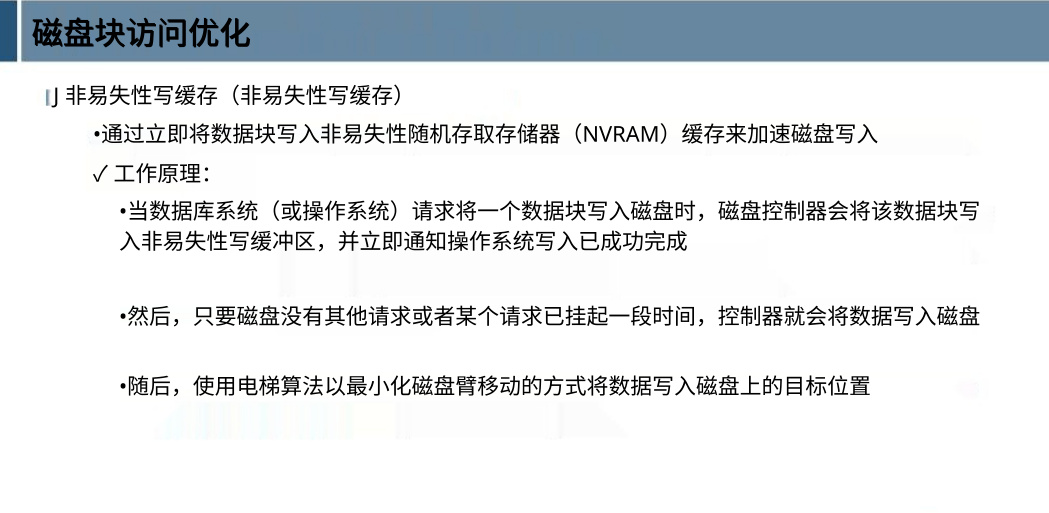 磁盘块访问优化
非易失性写缓存（非易失性写缓存）
•通过立即将数据块写入非易失性随机存取存储器（NVRAM）缓存来加速磁盘写入
✓ 工作原理：
•当数据库系统（或操作系统）请求将一个数据块写入磁盘时，磁盘控制器会将该数据块写
入非易失性写缓冲区，并立即通知操作系统写入已成功完成
•然后，只要磁盘没有其他请求或者某个请求已挂起一段时间，控制器就会将数据写入磁盘
•随后，使用电梯算法以最小化磁盘臂移动的方式将数据写入磁盘上的目标位置